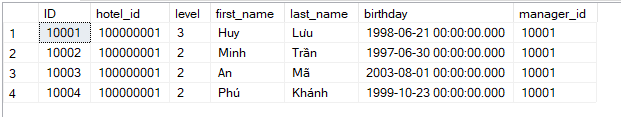 ID hotel_id level first_name last_name birthday manager_id
1 10001 100000001 3 Huy Lưu 1998-06-21 00:00:00.000 10001
2 10002 100000001 2 Minh Trần 1997-06-30 00:00:00.000 10001
3 10003 100000001 2 An Mã 2003-08-01 00:00:00.000 10001
4 10004 100000001 2 Phú Khánh 1999-10-23 00:00:00.000 10001